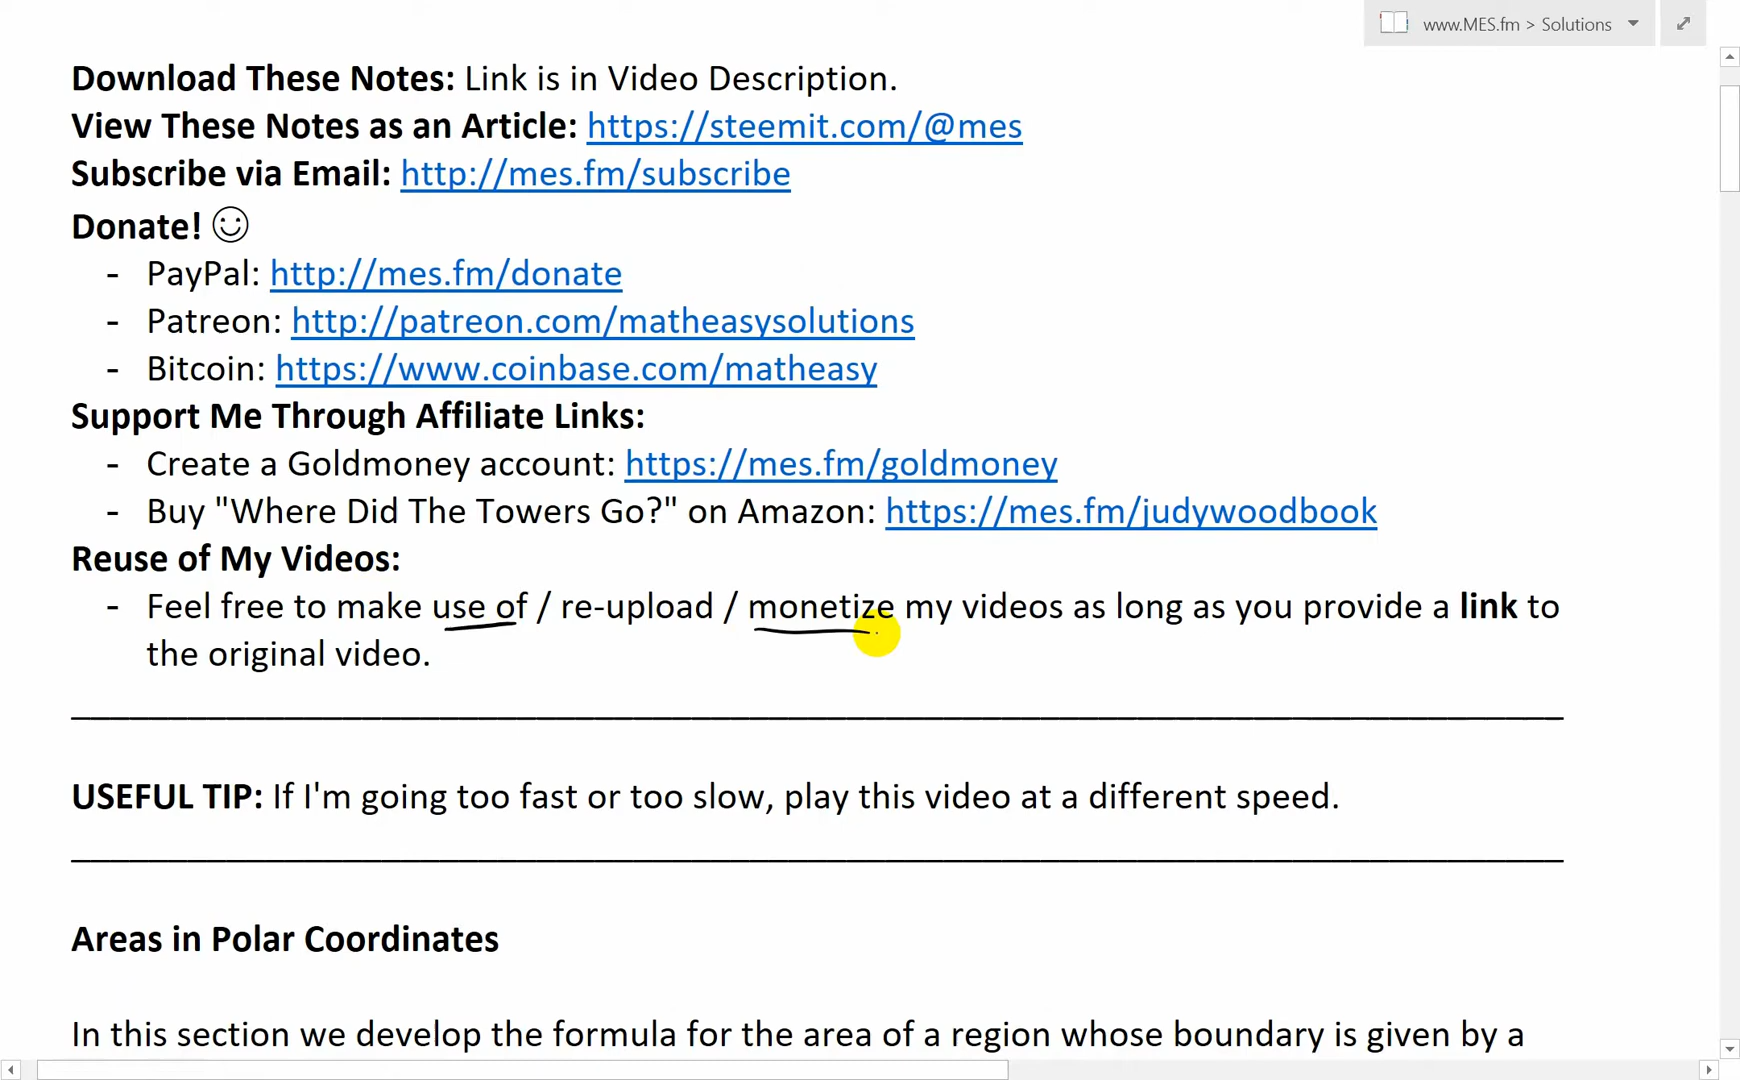 www.MES.fm > Solutions
Download These Notes: Link is in Video Description.
View These Notes as an Article: https://steemit.com/@mes
Subscribe via Email: http://mes.fm/subscribe
Donate! ☺
- PayPal: http://mes.fm/donate
- Patreon: http://patreon.com/matheasysolutions
- Bitcoin: https://www.coinbase.com/matheasy
Support Me Through Affiliate Links:
- Create a Goldmoney account: https://mes.fm/goldmoney
- Buy "Where Did The Towers Go?" on Amazon: https://mes.fm/judywoodbook
Reuse of My Videos:
- Feel free to make use of / re-upload / monetize my videos as long as you provide a link to
the original video.
USEFUL TIP: If I'm going too fast or too slow, play this video at a different speed.
Areas in Polar Coordinates
In this section we develop the formula for the area of a region whose boundary is given by a